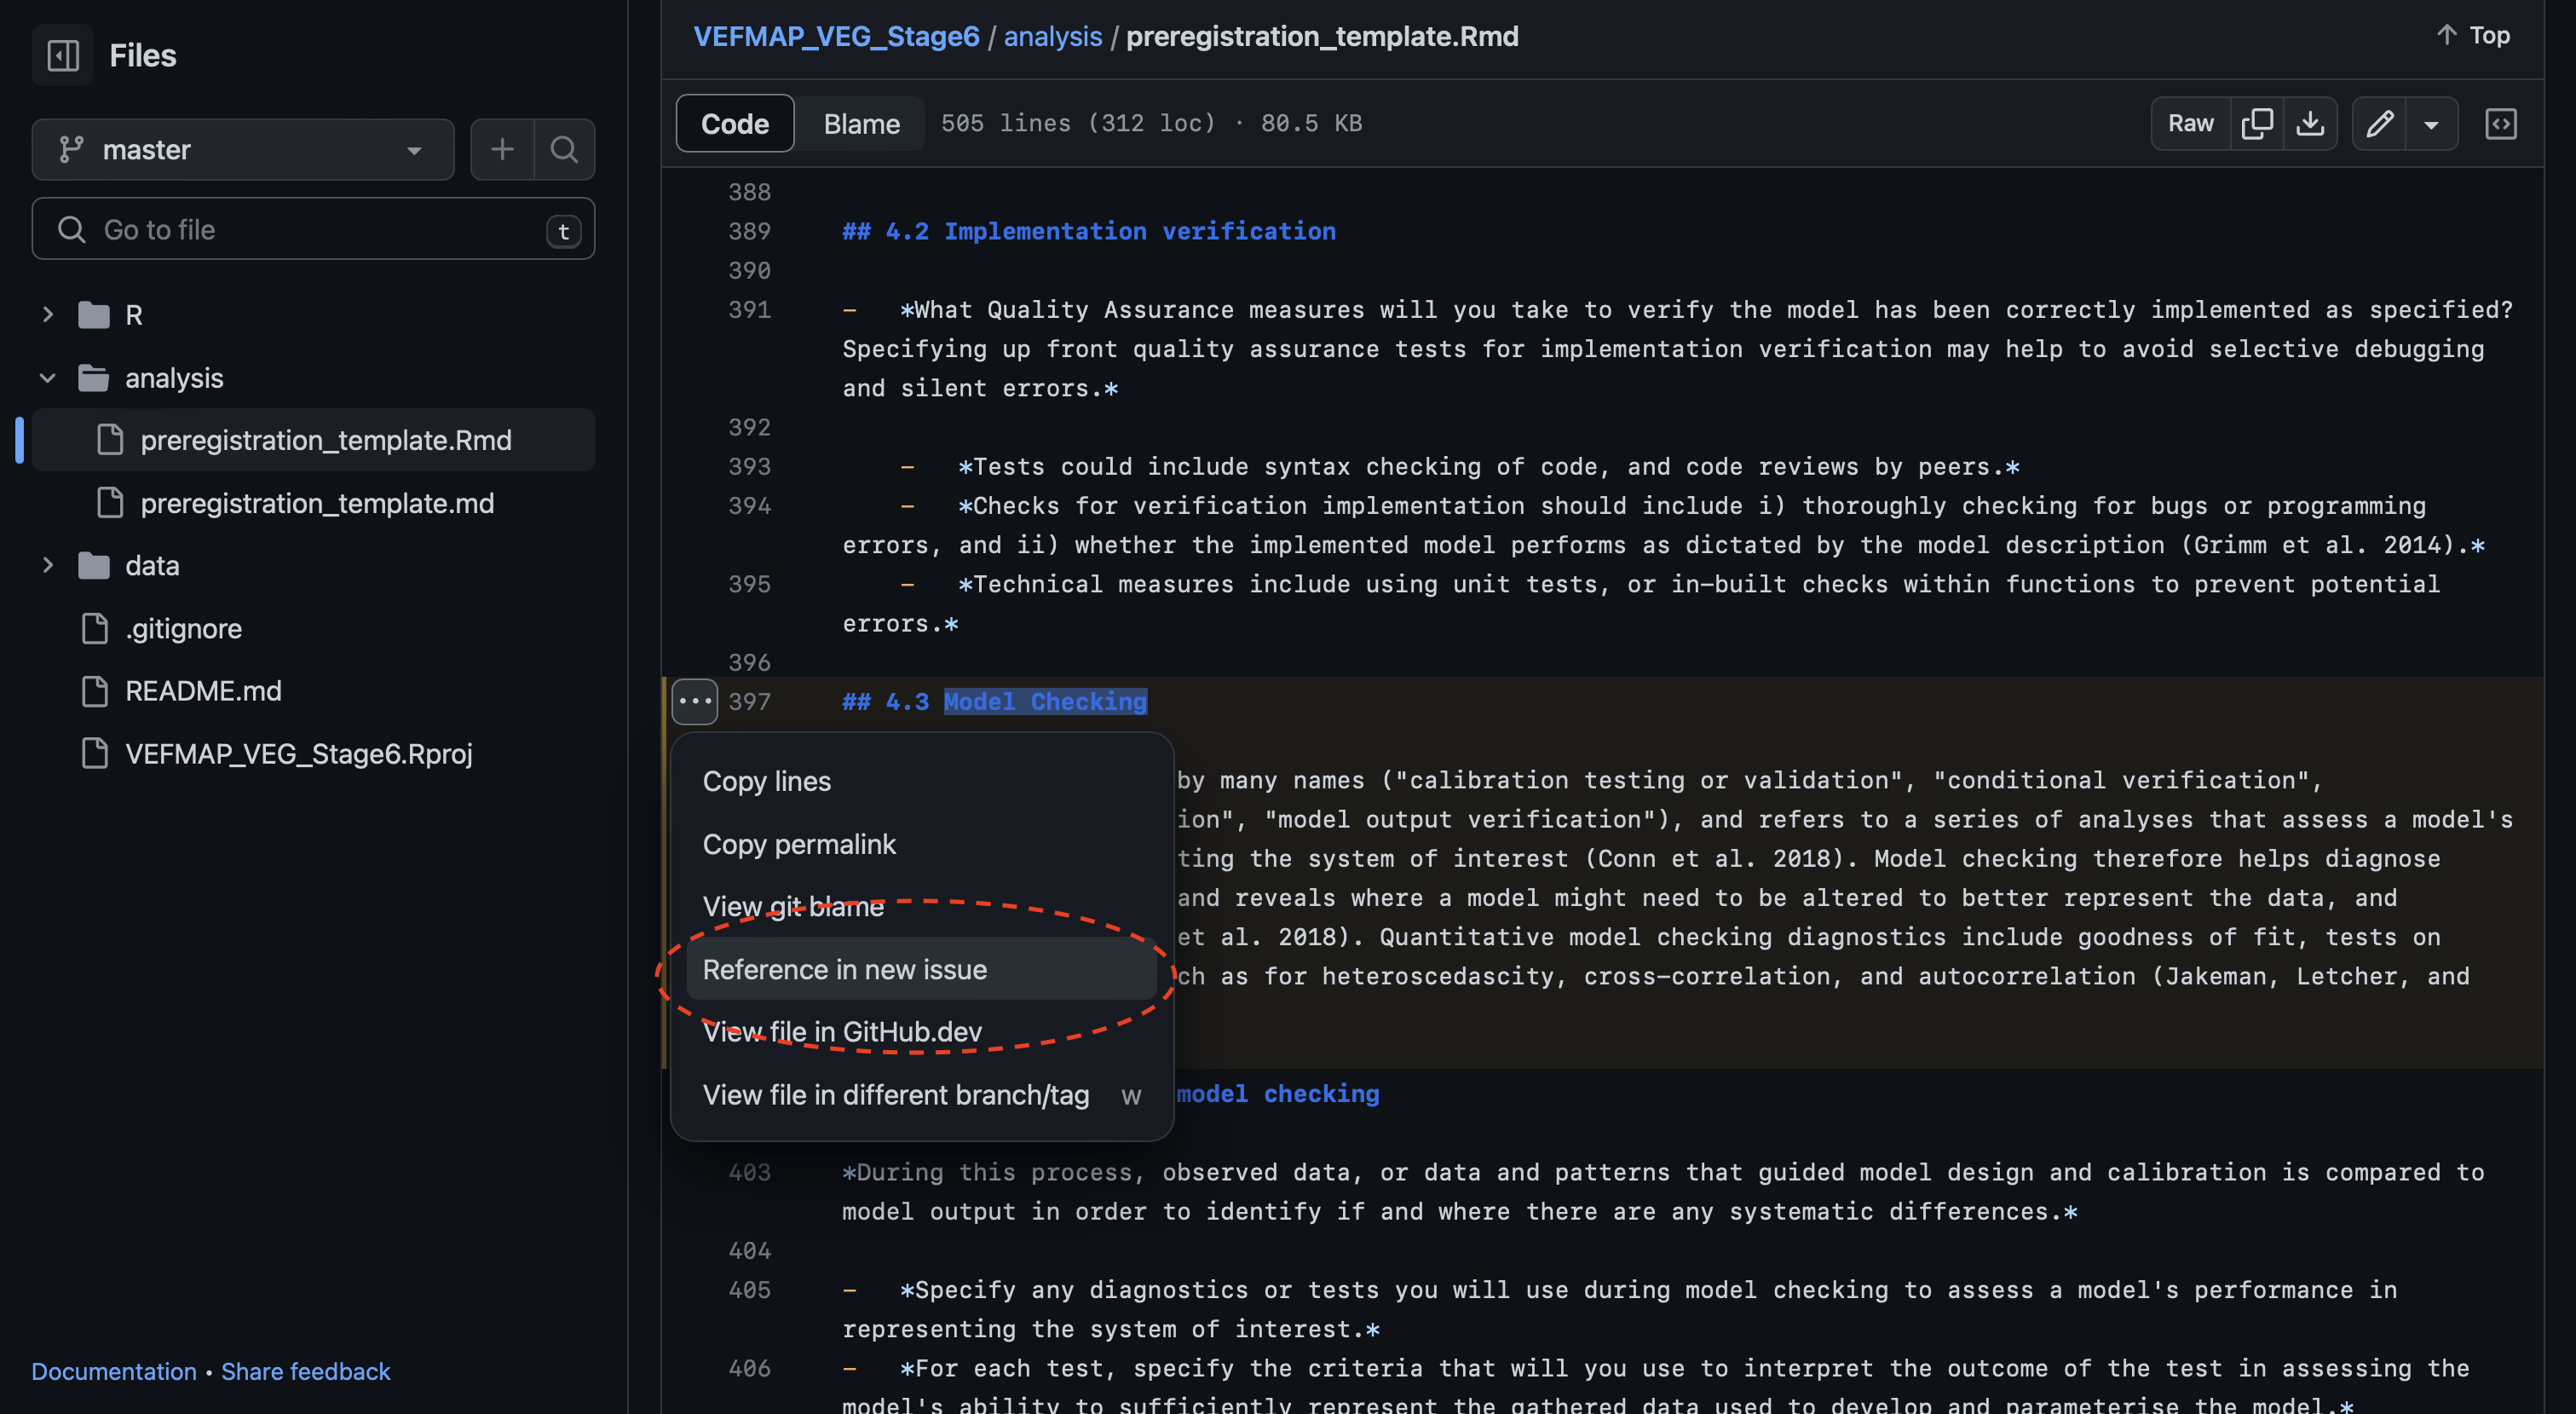 Files
master
Go to file
t
R
analysis
preregistration_template.Rmd
preregistration_template.md
data
.gitignore
README.md
VEFMAP_VEG_Stage6.Rproj
Documentation • Share feedback
VEFMAP_VEG_Stage6 / analysis / preregistration_template.Rmd
Top
Code
Blame
505 lines (312 loc) · 80.5 KB
Raw
388
389 ## 4.2 Implementation verification
390
391 - *What Quality Assurance measures will you take to verify the model has been correctly implemented as specified?
Specifying up front quality assurance tests for implementation verification may help to avoid selective debugging
and silent errors.*
392
393 - *Tests could include syntax checking of code, and code reviews by peers.*
394 - *Checks for verification implementation should include i) thoroughly checking for bugs or programming
errors, and ii) whether the implemented model performs as dictated by the model description (Grimm et al. 2014).*
395 - *Technical measures include using unit tests, or in-built checks within functions to prevent potential
errors.*
396
397 ## 4.3 Model Checking
Copy lines
Copy permalink
View git blame
Reference in new issue
View file in GitHub.dev
View file in different branch/tag w
by many names ("calibration testing or validation", "conditional verification",
ion", "model output verification"), and refers to a series of analyses that assess a model's
ting the system of interest (Conn et al. 2018). Model checking therefore helps diagnose
and reveals where a model might need to be altered to better represent the data, and
et al. 2018). Quantitative model checking diagnostics include goodness of fit, tests on
ch as for heteroscedascity, cross-correlation, and autocorrelation (Jakeman, Letcher, and
model checking
403 *During this process, observed data, or data and patterns that guided model design and calibration is compared to
model output in order to identify if and where there are any systematic differences.*
404
405 - *Specify any diagnostics or tests you will use during model checking to assess a model's performance in
representing the system of interest.*
406 - *For each test, specify the criteria that will you use to interpret the outcome of the test in assessing the
model's ability to sufficiently represent the gathered data used to develop and parameterise the model.*